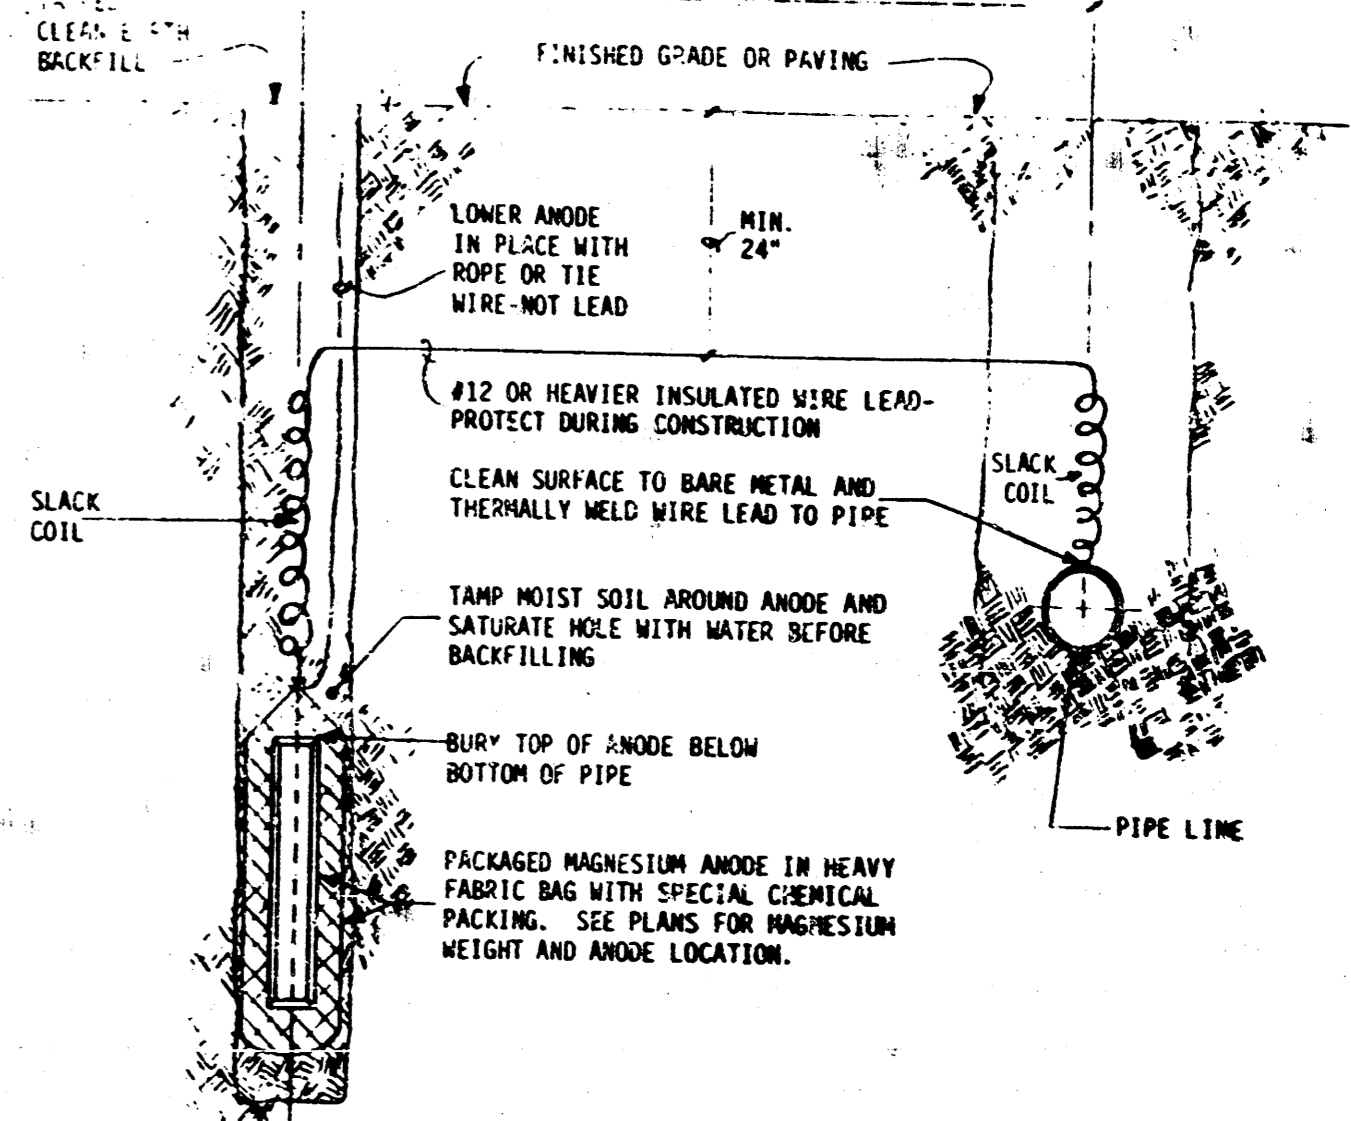 CLEAN EARTH
BACKFILL
FINISHED GRADE OR PAVING
LOWER ANODE
IN PLACE WITH
ROPE OR TIE
WIRE-NOT LEAD
MIN.
24"
#12 OR HEAVIER INSULATED WIRE LEAD-
PROTECT DURING CONSTRUCTION
CLEAN SURFACE TO BARE METAL AND
THERMALLY WELD WIRE LEAD TO PIPE
SLACK
COIL
SLACK
COIL
TAMP MOIST SOIL AROUND ANODE AND
SATURATE HOLE WITH WATER BEFORE
BACKFILLING
BURY TOP OF ANODE BELOW
BOTTOM OF PIPE
PIPE LINE
PACKAGED MAGNESIUM ANODE IN HEAVY
FABRIC BAG WITH SPECIAL CHEMICAL
PACKING. SEE PLANS FOR MAGNESIUM
WEIGHT AND ANODE LOCATION.